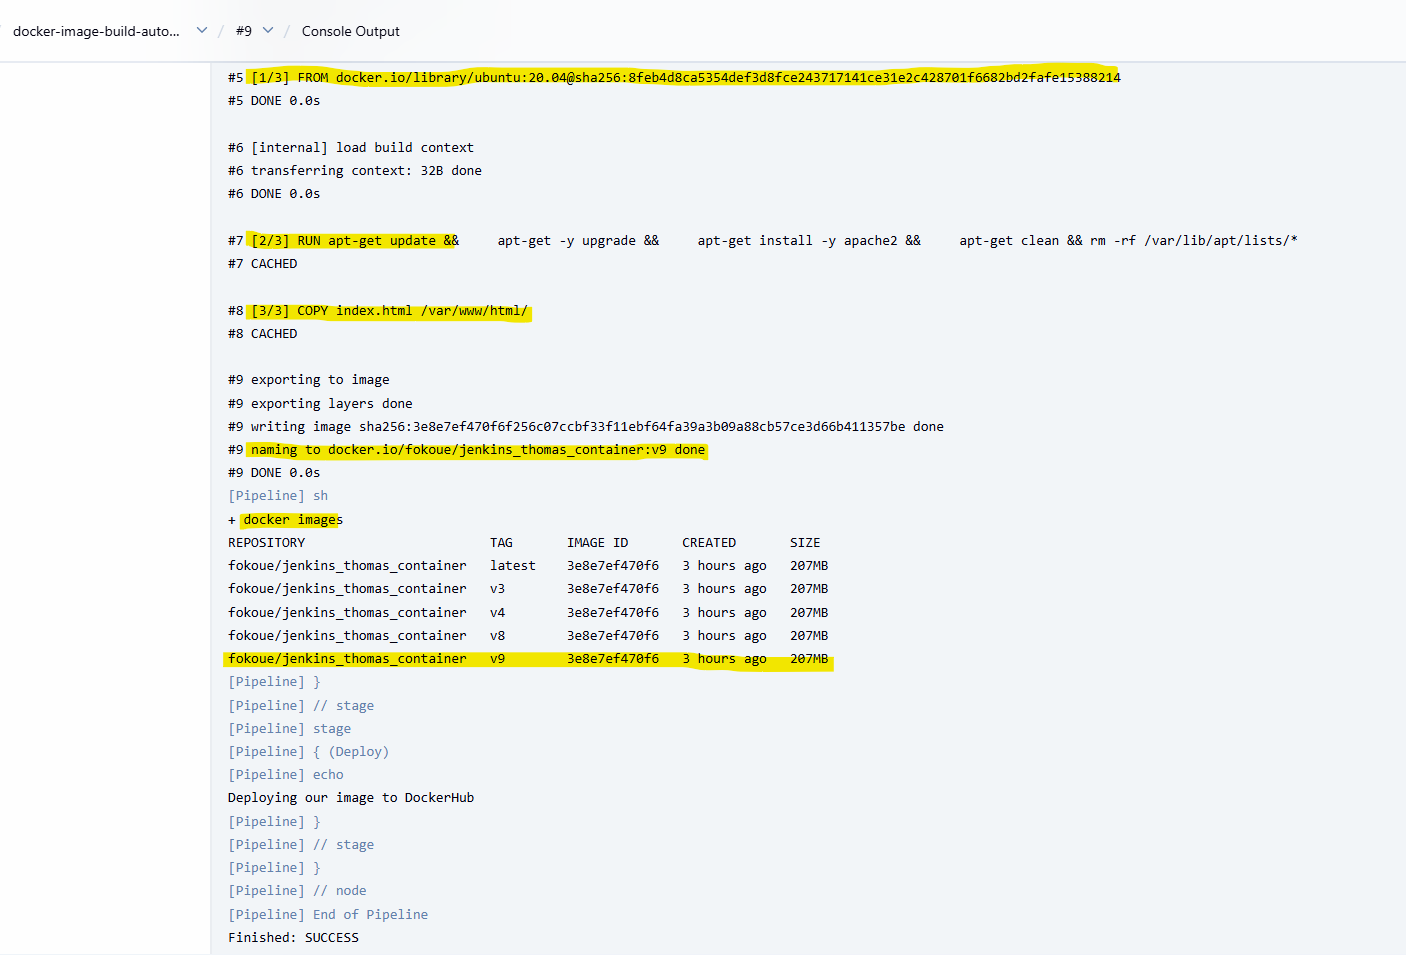 docker-image-build-auto... / #9 / Console Output
#5 [1/3] FROM docker.io/library/ubuntu:20.04@sha256:8feb4d8ca5354def3d8fce243717141ce31e2c428701f6682bd2fafe15388214
#5 DONE 0.0s
#6 [internal] load build context
#6 transferring context: 32B done
#6 DONE 0.0s
#7 [2/3] RUN apt-get update &&     apt-get -y upgrade &&     apt-get install -y apache2 &&     apt-get clean && rm -rf /var/lib/apt/lists/*
#7 CACHED
#8 [3/3] COPY index.html /var/www/html/
#8 CACHED
#9 exporting to image
#9 exporting layers done
#9 writing image sha256:3e8e7ef470f6f256c07ccbf33f11ebf64fa39a3b09a88cb57ce3d66b411357be done
#9 naming to docker.io/fokoue/jenkins_thomas_container:v9 done
#9 DONE 0.0s
[Pipeline] sh
+ docker images
REPOSITORY                        TAG       IMAGE ID       CREATED       SIZE
fokoue/jenkins_thomas_container   latest    3e8e7ef470f6   3 hours ago   207MB
fokoue/jenkins_thomas_container   v3        3e8e7ef470f6   3 hours ago   207MB
fokoue/jenkins_thomas_container   v4        3e8e7ef470f6   3 hours ago   207MB
fokoue/jenkins_thomas_container   v8        3e8e7ef470f6   3 hours ago   207MB
fokoue/jenkins_thomas_container   v9        3e8e7ef470f6   3 hours ago   207MB
[Pipeline] }
[Pipeline] // stage
[Pipeline] stage
[Pipeline] { (Deploy)
[Pipeline] echo
Deploying our image to DockerHub
[Pipeline] }
[Pipeline] // stage
[Pipeline] }
[Pipeline] // node
[Pipeline] End of Pipeline
Finished: SUCCESS